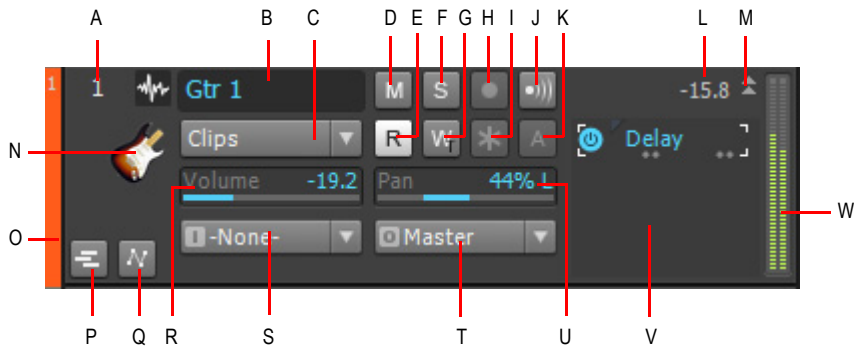 A B C D E F G H I J K L M
1 1 Gtr 1 M S -15.8
Clips R W A Delay
N
Volume -19.2 Pan 44% L
W
O I -None- O Master
P Q R S T U V